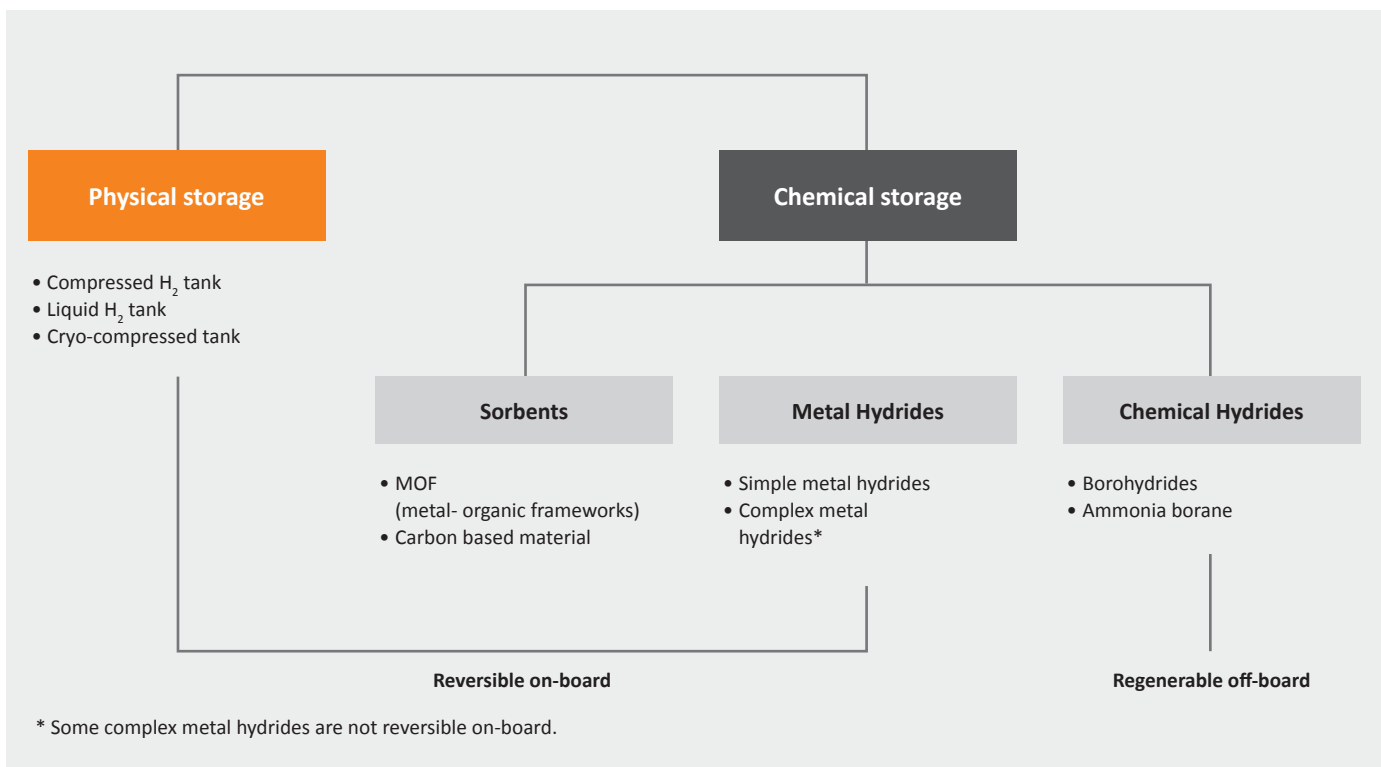 Physical storage
Chemical storage
• Compressed H₂ tank
• Liquid H₂ tank
• Cryo-compressed tank
Sorbents
Metal Hydrides
Chemical Hydrides
• MOF
(metal- organic frameworks)
• Carbon based material
• Simple metal hydrides
• Complex metal
hydrides*
• Borohydrides
• Ammonia borane
Reversible on-board
Regenerable off-board
* Some complex metal hydrides are not reversible on-board.